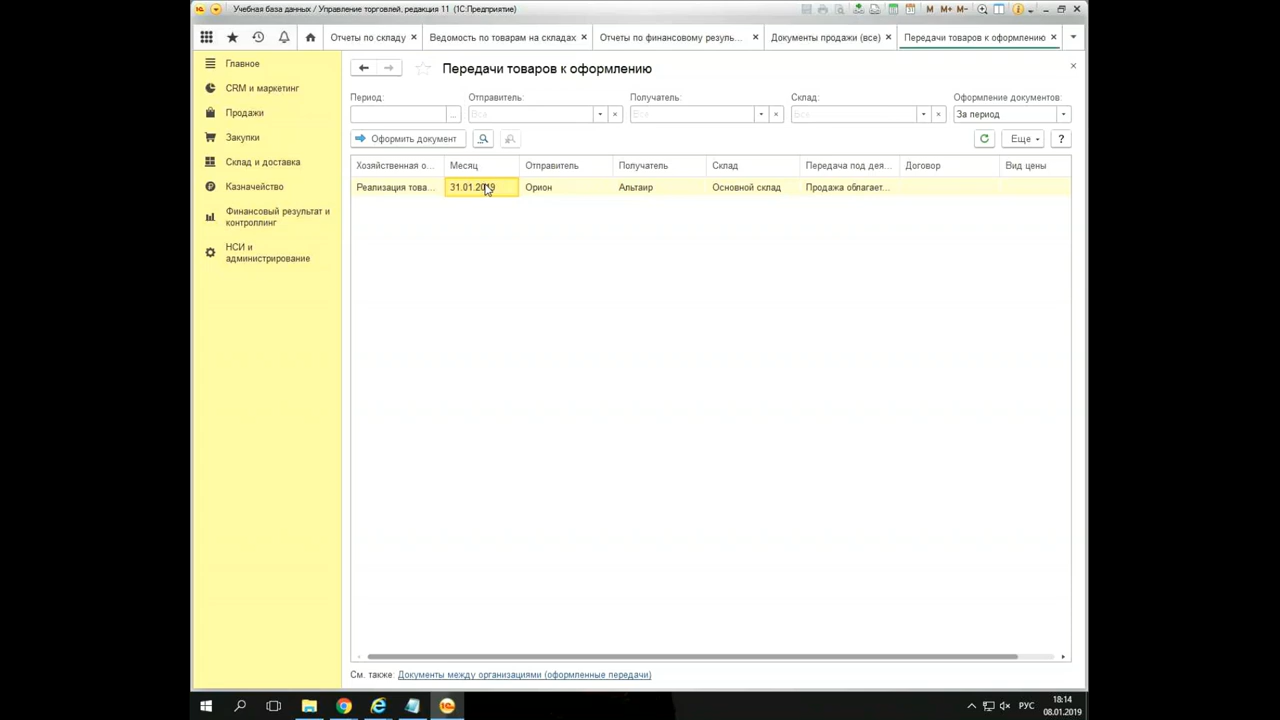 Учебная база данных / Управление торговлей, редакция 11 (1С:Предприятие)
M M+ M-
Отчеты по складу
Ведомость по товарам на складах
Отчеты по финансовому резуль...
Документы продажи (все)
Передачи товаров к оформлению
Главное
CRM и маркетинг
Продажи
Закупки
Склад и доставка
Казначейство
Финансовый результат и
контроллинг
НСИ и
администрирование
Передачи товаров к оформлению
Период:
Отправитель:
Получатель:
Склад:
Оформление документов:
Все
Все
Все
За период
Оформить документ
Еще
?
Хозяйственная о... Месяц Отправитель Получатель Склад Передача под дея... Договор Вид цены
Реализация това... 31.01.2019 Орион Альтаир Основной склад Продажа облагает...
См. также: Документы между организациями (оформленные передачи)
РУС
18:14
08.01.2019